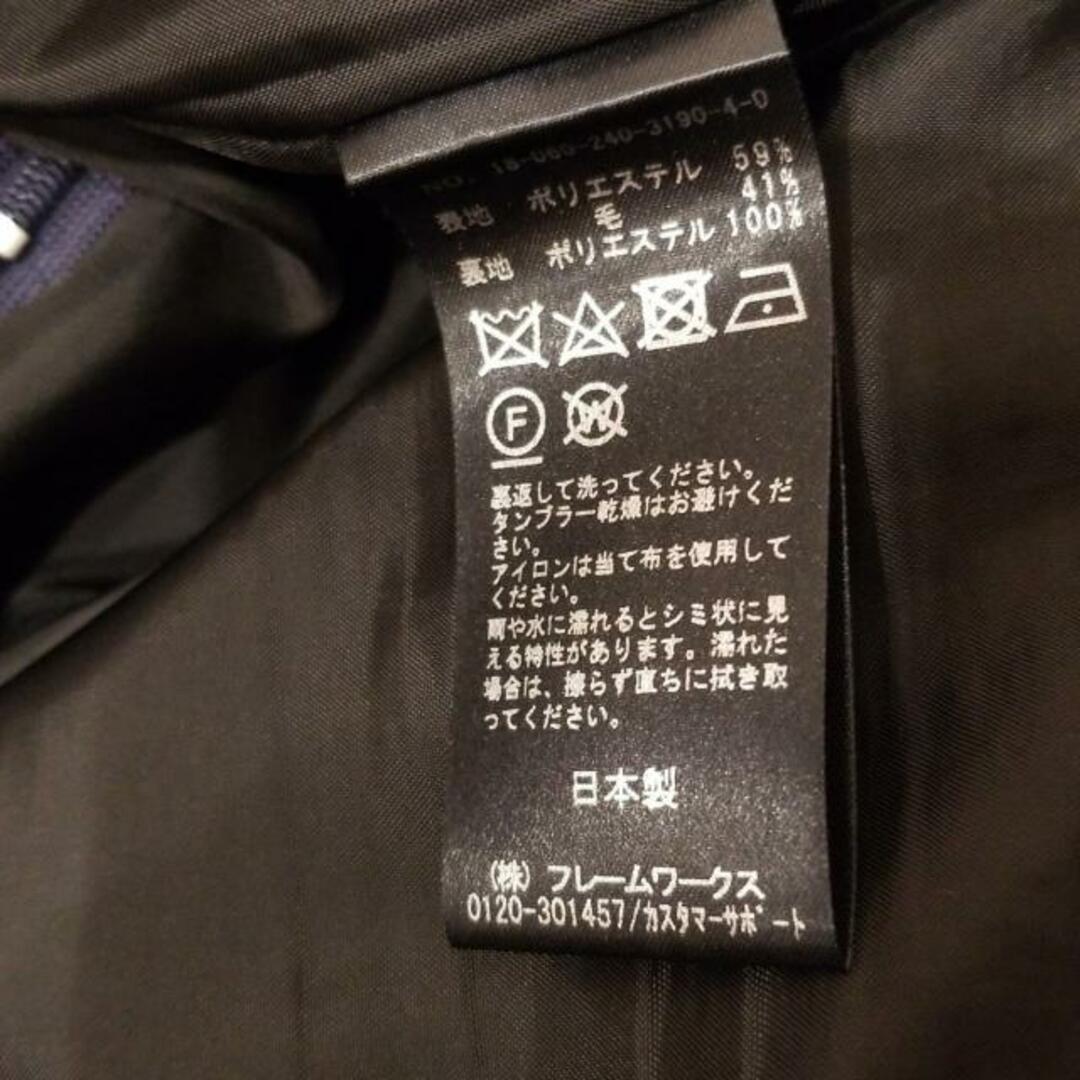 NO. 18-060-240-3190-4-0
表地 ポリエステル 59%
毛 41%
裏地 ポリエステル 100%
F W
裏返して洗ってください。
タンブラー乾燥はお避けくだ
さい。
アイロンは当て布を使用して
ください。
雨や水に濡れるとシミ状に見
える特性があります。濡れた
場合は、擦らず直ちに拭き取
ってください。
日本製
(株) フレームワークス
0120-301457/カスタマーサポート